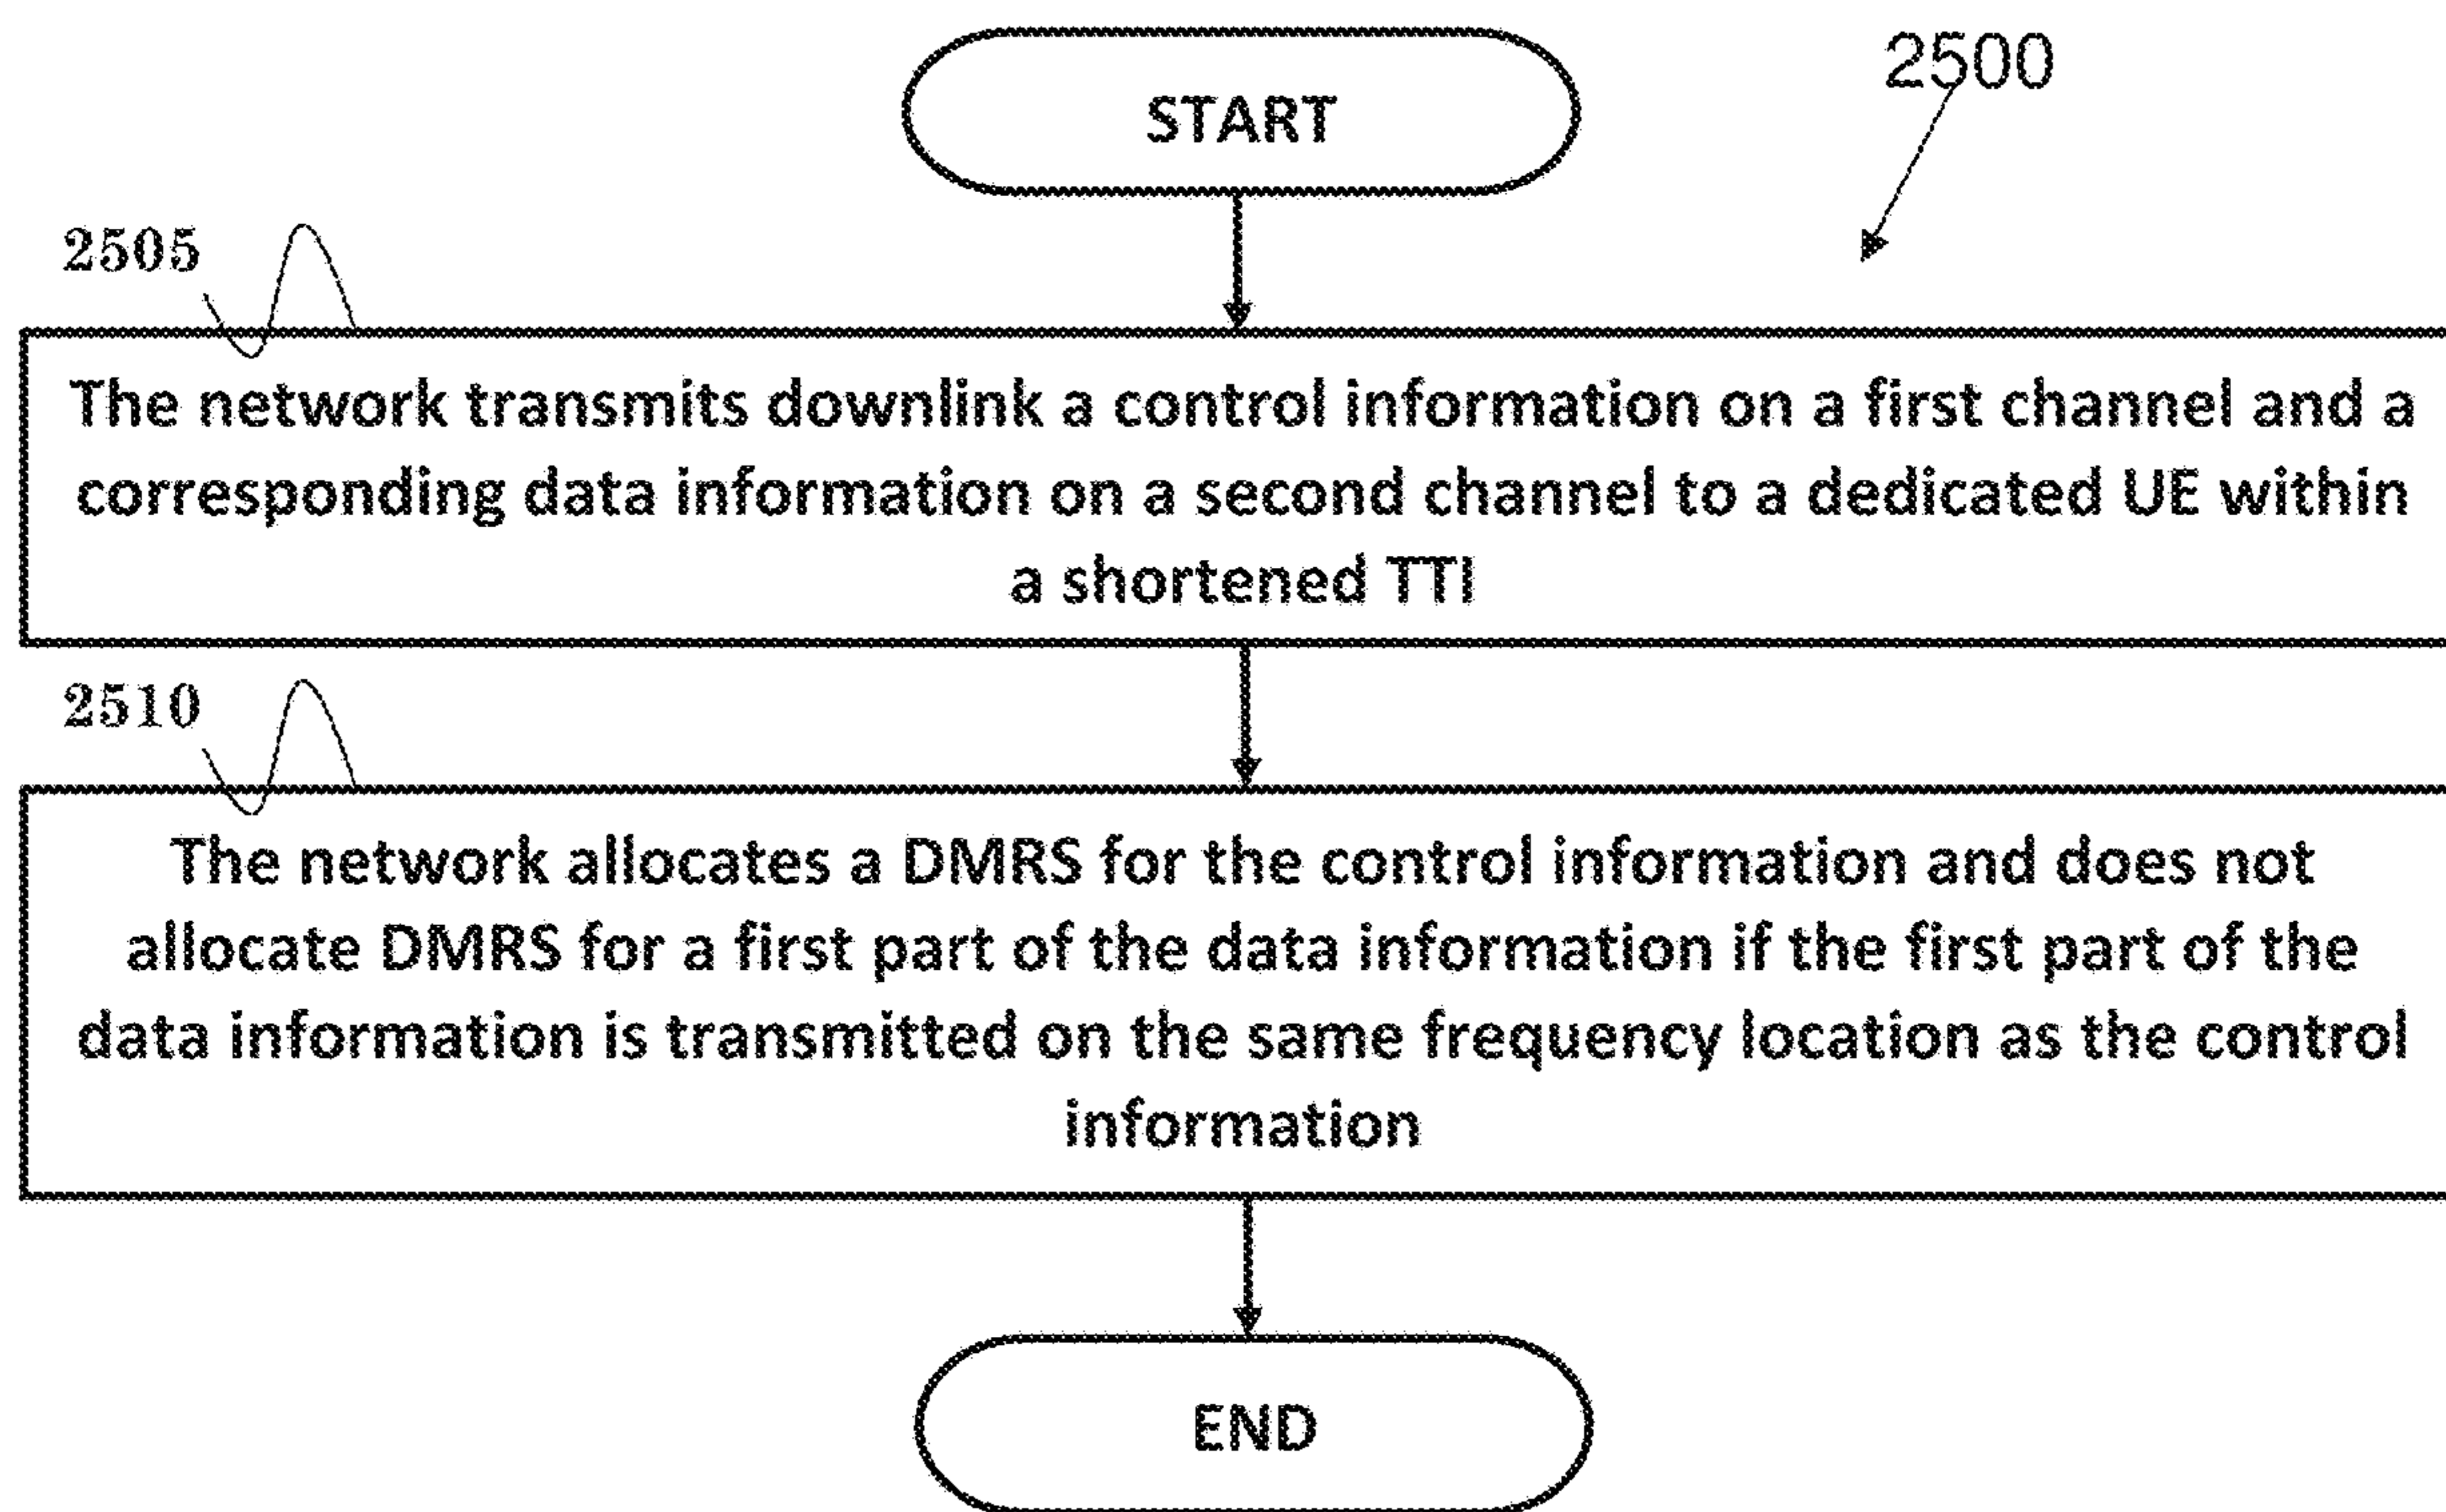 START
2500
2505
The network transmits downlink a control information on a first channel and a
corresponding data information on a second channel to a dedicated UE within
a shortened TTI
2510
The network allocates a DMRS for the control information and does not
allocate DMRS for a first part of the data information if the first part of the
data information is transmitted on the same frequency location as the control
information
END